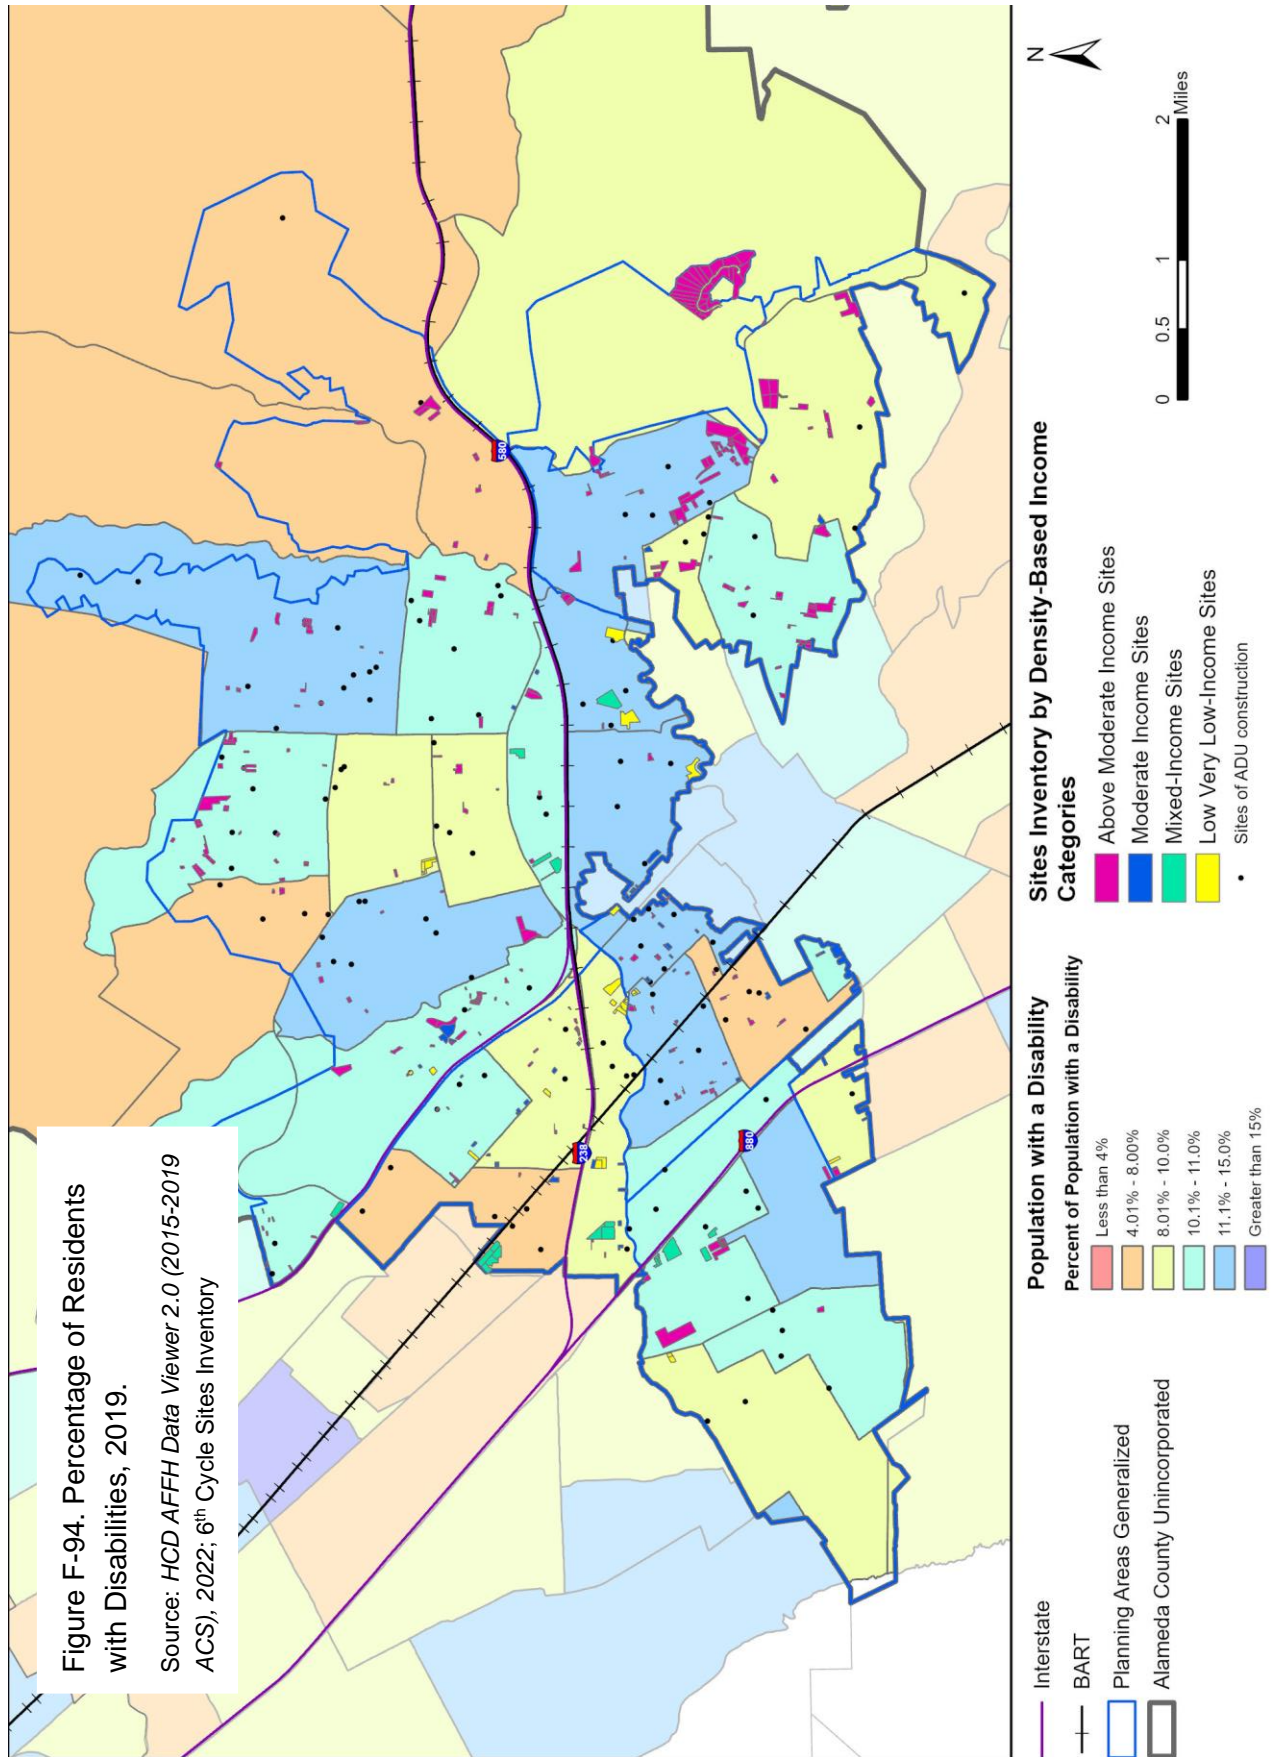 Figure F-94. Percentage of Residents
with Disabilities, 2019.
Source: HCD AFFH Data Viewer 2.0 (2015-2019
ACS), 2022; 6th Cycle Sites Inventory
580
238
880
Interstate
BART
Planning Areas Generalized
Alameda County Unincorporated
Population with a Disability
Percent of Population with a Disability
Less than 4%
4.01% - 8.00%
8.01% - 10.0%
10.1% - 11.0%
11.1% - 15.0%
Greater than 15%
Sites Inventory by Density-Based Income
Categories
Above Moderate Income Sites
Moderate Income Sites
Mixed-Income Sites
Low Very Low-Income Sites
Sites of ADU construction
N
0 0.5 1 2
Miles